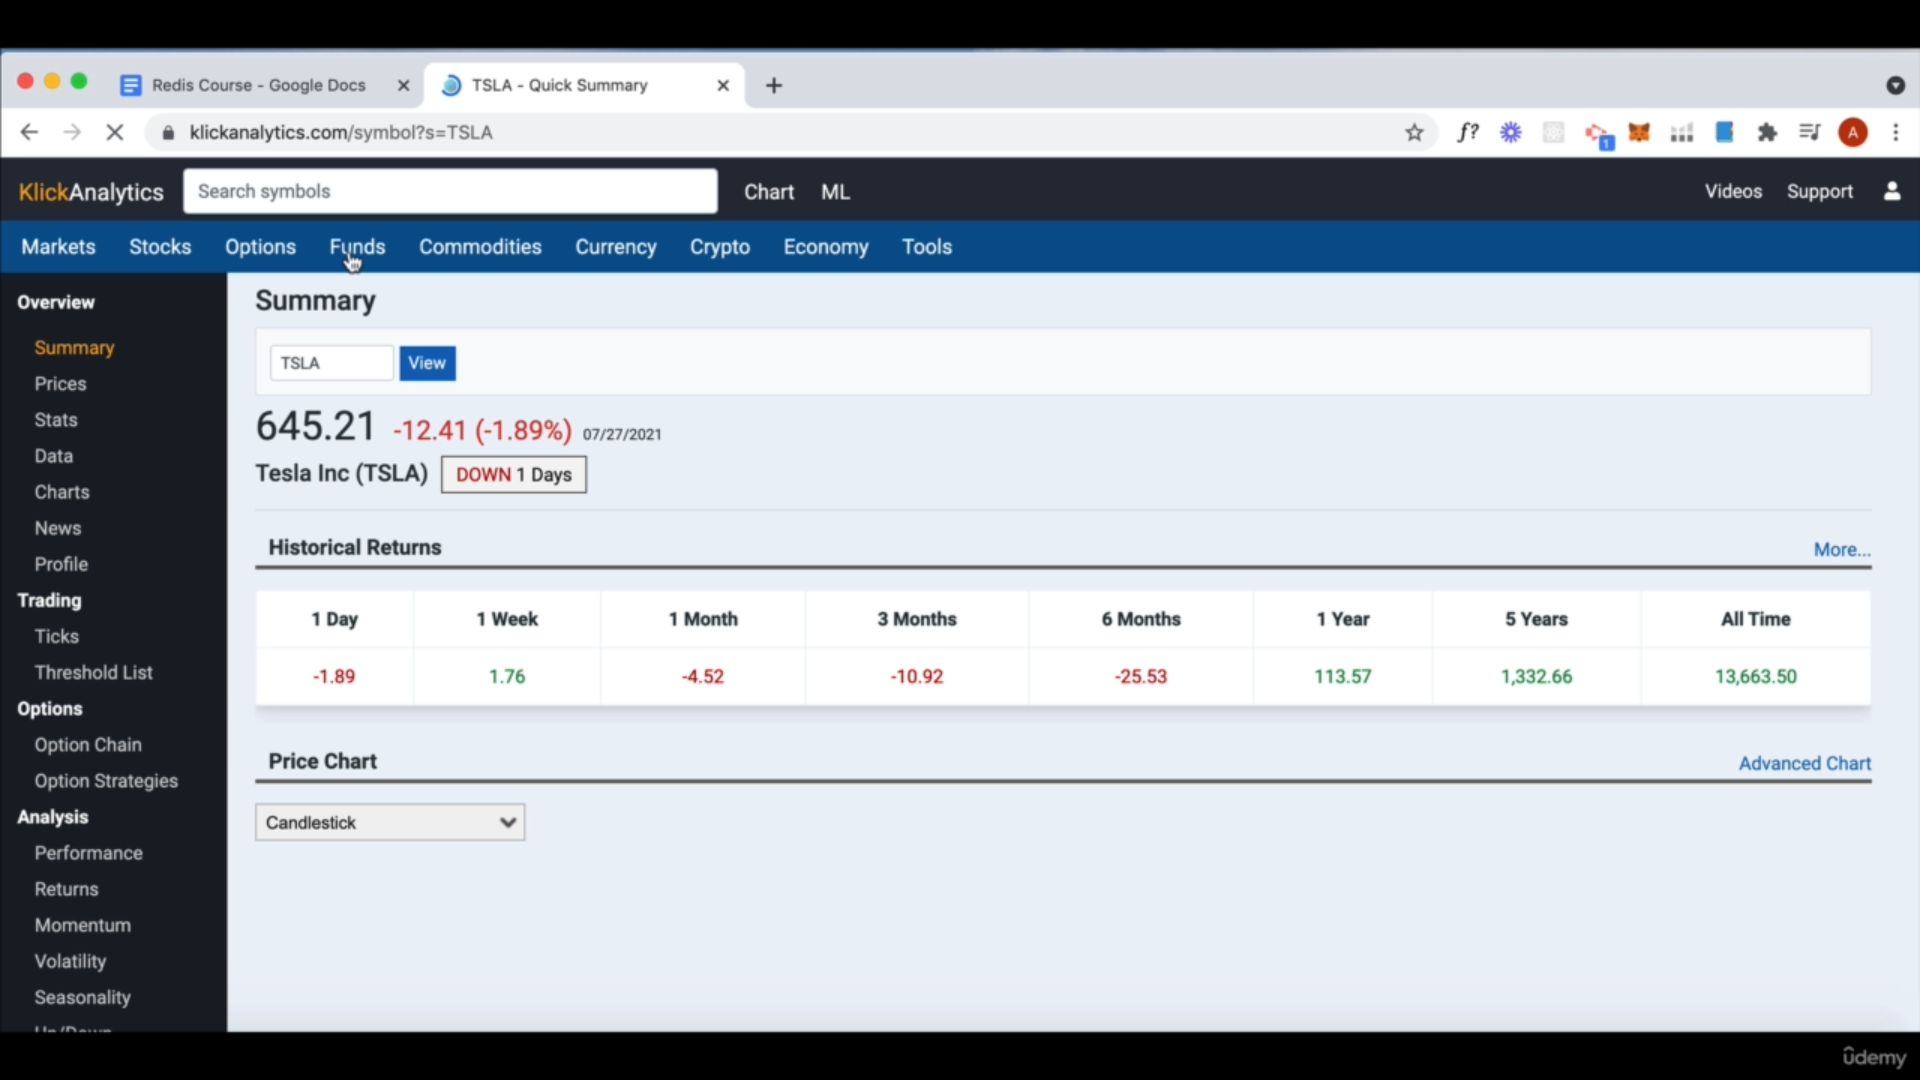 Redis Course - Google Docs
TSLA - Quick Summary
klickanalytics.com/symbol?s=TSLA
f?
1
A
KlickAnalytics
Search symbols
Chart
ML
Videos
Support
Markets
Stocks
Options
Funds
Commodities
Currency
Crypto
Economy
Tools
Overview
Summary
Prices
Stats
Data
Charts
News
Profile
Trading
Ticks
Threshold List
Options
Option Chain
Option Strategies
Analysis
Performance
Returns
Momentum
Volatility
Seasonality
Up/Down
Summary
TSLA
View
645.21 -12.41 (-1.89%) 07/27/2021
Tesla Inc (TSLA) DOWN 1 Days
Historical Returns
More...
1 Day 1 Week 1 Month 3 Months 6 Months 1 Year 5 Years All Time
-1.89 1.76 -4.52 -10.92 -25.53 113.57 1,332.66 13,663.50
Price Chart
Advanced Chart
Candlestick
ûdemy